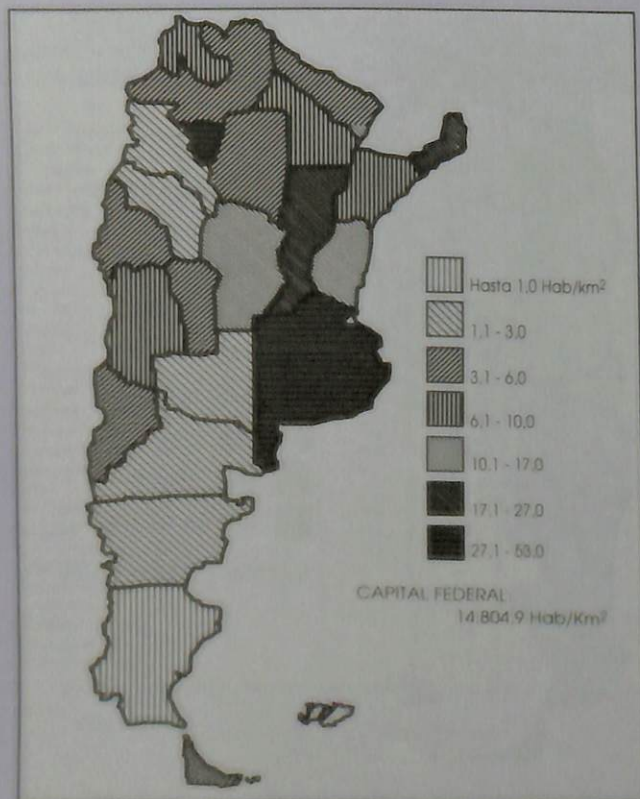 Hasta 1,0 Hab/km²
1,1 - 3,0
3,1 - 6,0
6,1 - 10,0
10,1 - 17,0
17,1 - 27,0
27,1 - 53,0
CAPITAL FEDERAL
14.804,9 Hab/Km²